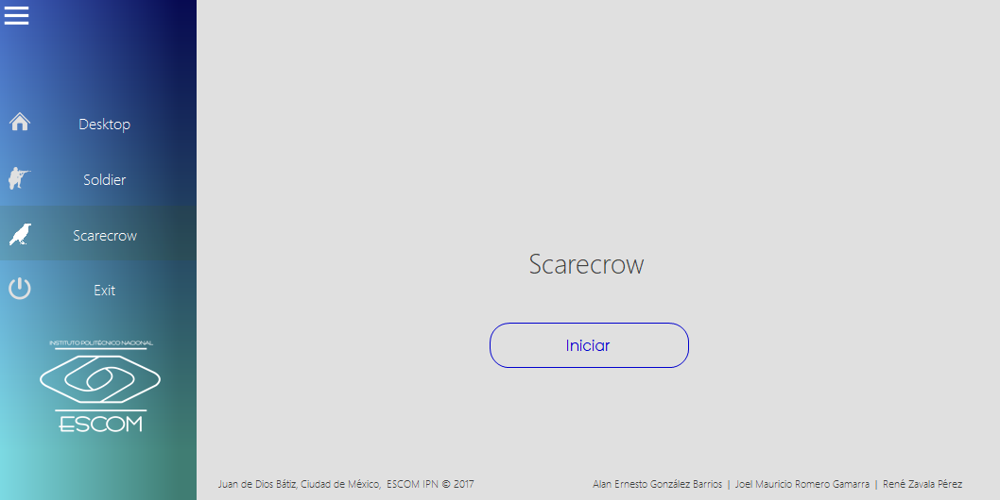 Desktop
Soldier
Scarecrow
Exit
INSTITUTO POLITÉCNICO NACIONAL
ESCOM
Scarecrow
Iniciar
Juan de Dios Bátiz, Ciudad de México, ESCOM IPN © 2017
Alan Ernesto González Barrios | Joel Mauricio Romero Gamarra | René Zavala Pérez